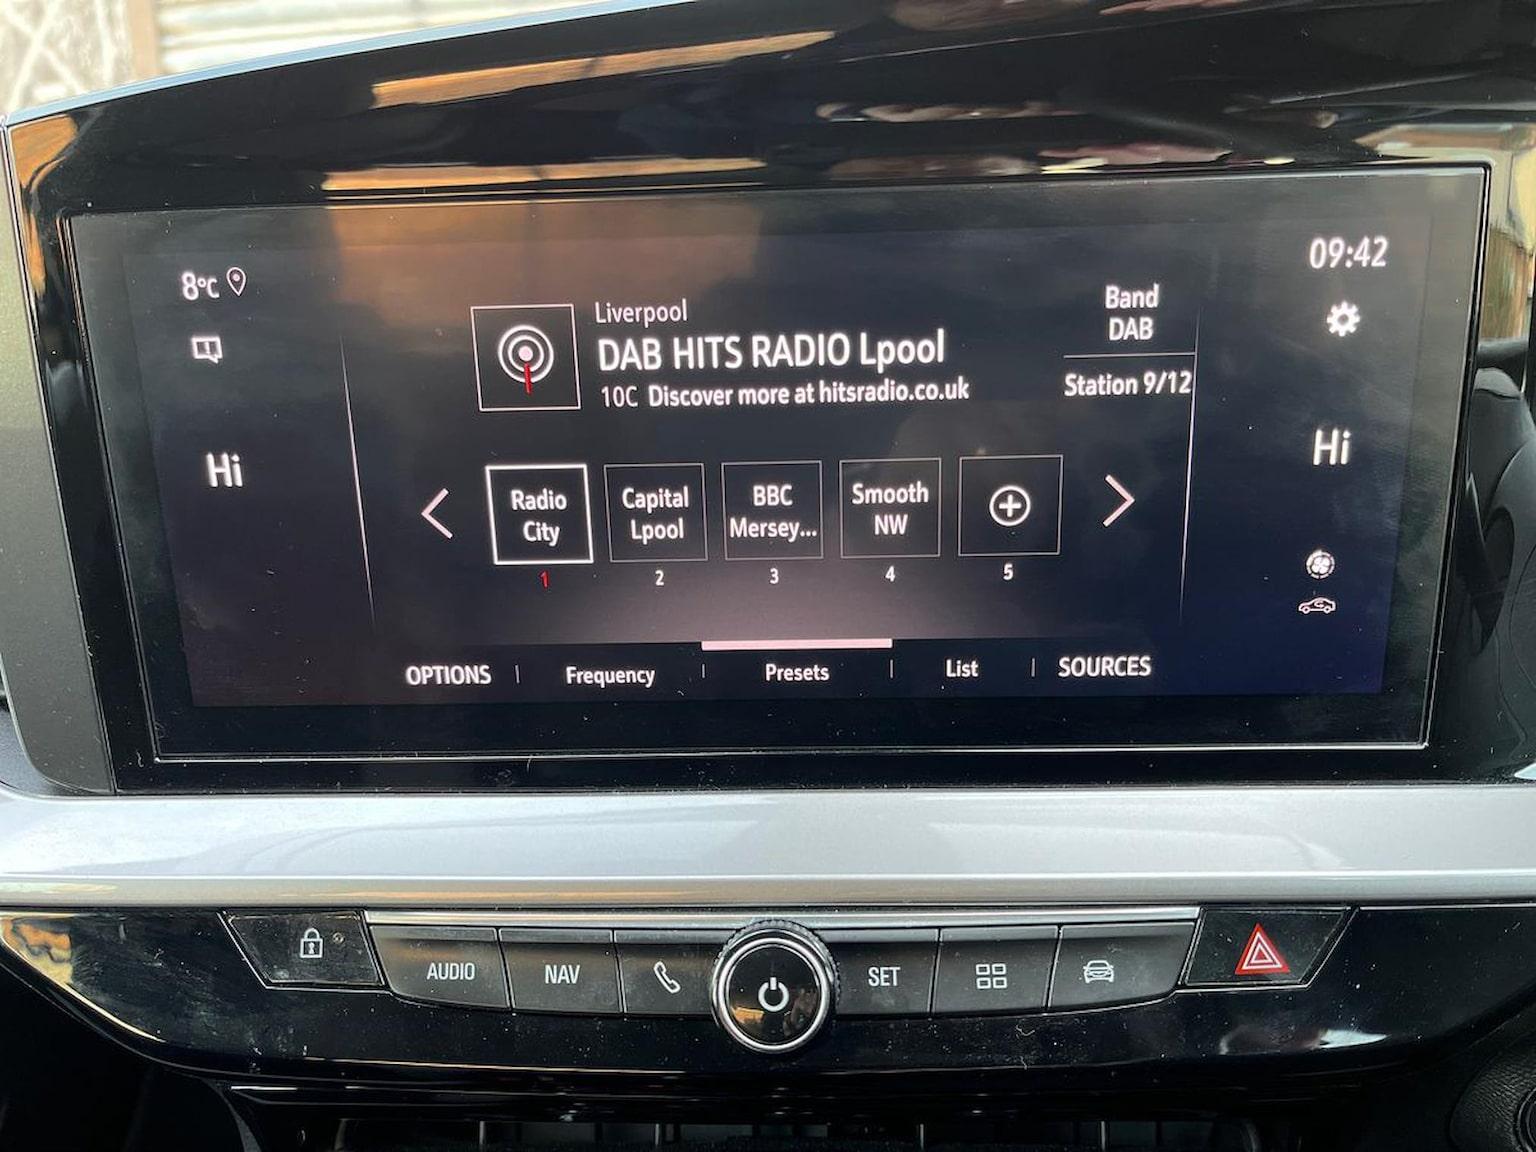 8°C
09:42
Liverpool
DAB HITS RADIO Lpool
10C Discover more at hitsradio.co.uk
Band
DAB
Station 9/12
Hi
Hi
Radio
City
1
Capital
Lpool
2
BBC
Mersey...
3
Smooth
NW
4
5
OPTIONS
Frequency
Presets
List
SOURCES
AUDIO
NAV
SET